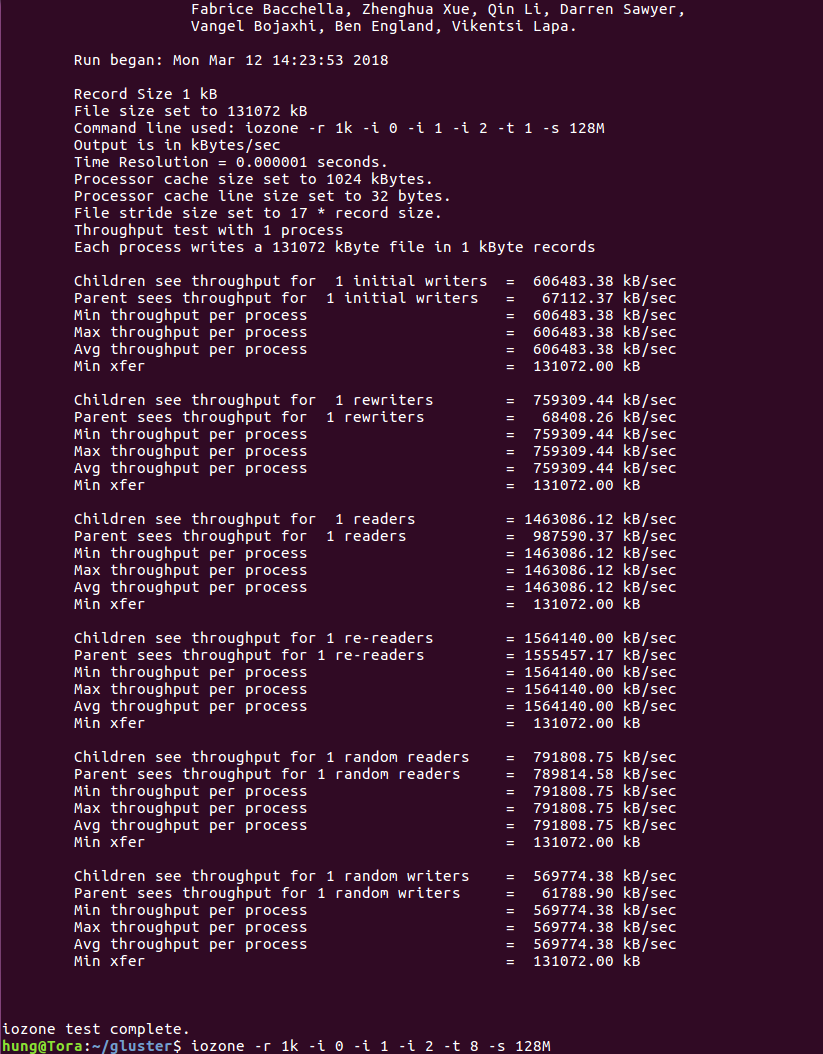 Fabrice Bacchella, Zhenghua Xue, Qin Li, Darren Sawyer,
Vangel Bojaxhi, Ben England, Vikentsi Lapa.
Run began: Mon Mar 12 14:23:53 2018
Record Size 1 kB
File size set to 131072 kB
Command line used: iozone -r 1k -i 0 -i 1 -i 2 -t 1 -s 128M
Output is in kBytes/sec
Time Resolution = 0.000001 seconds.
Processor cache size set to 1024 kBytes.
Processor cache line size set to 32 bytes.
File stride size set to 17 * record size.
Throughput test with 1 process
Each process writes a 131072 kByte file in 1 kByte records
Children see throughput for  1 initial writers  =  606483.38 kB/sec
Parent sees throughput for  1 initial writers   =   67112.37 kB/sec
Min throughput per process                      =  606483.38 kB/sec
Max throughput per process                      =  606483.38 kB/sec
Avg throughput per process                      =  606483.38 kB/sec
Min xfer                                        =  131072.00 kB
Children see throughput for  1 rewriters        =  759309.44 kB/sec
Parent sees throughput for  1 rewriters         =   68408.26 kB/sec
Min throughput per process                      =  759309.44 kB/sec
Max throughput per process                      =  759309.44 kB/sec
Avg throughput per process                      =  759309.44 kB/sec
Min xfer                                        =  131072.00 kB
Children see throughput for  1 readers          = 1463086.12 kB/sec
Parent sees throughput for  1 readers           =  987590.37 kB/sec
Min throughput per process                      = 1463086.12 kB/sec
Max throughput per process                      = 1463086.12 kB/sec
Avg throughput per process                      = 1463086.12 kB/sec
Min xfer                                        =  131072.00 kB
Children see throughput for 1 re-readers        = 1564140.00 kB/sec
Parent sees throughput for 1 re-readers         = 1555457.17 kB/sec
Min throughput per process                      = 1564140.00 kB/sec
Max throughput per process                      = 1564140.00 kB/sec
Avg throughput per process                      = 1564140.00 kB/sec
Min xfer                                        =  131072.00 kB
Children see throughput for 1 random readers    =  791808.75 kB/sec
Parent sees throughput for 1 random readers     =  789814.58 kB/sec
Min throughput per process                      =  791808.75 kB/sec
Max throughput per process                      =  791808.75 kB/sec
Avg throughput per process                      =  791808.75 kB/sec
Min xfer                                        =  131072.00 kB
Children see throughput for 1 random writers    =  569774.38 kB/sec
Parent sees throughput for 1 random writers     =   61788.90 kB/sec
Min throughput per process                      =  569774.38 kB/sec
Max throughput per process                      =  569774.38 kB/sec
Avg throughput per process                      =  569774.38 kB/sec
Min xfer                                        =  131072.00 kB
iozone test complete.
hung@Tora:~/gluster$ iozone -r 1k -i 0 -i 1 -i 2 -t 8 -s 128M